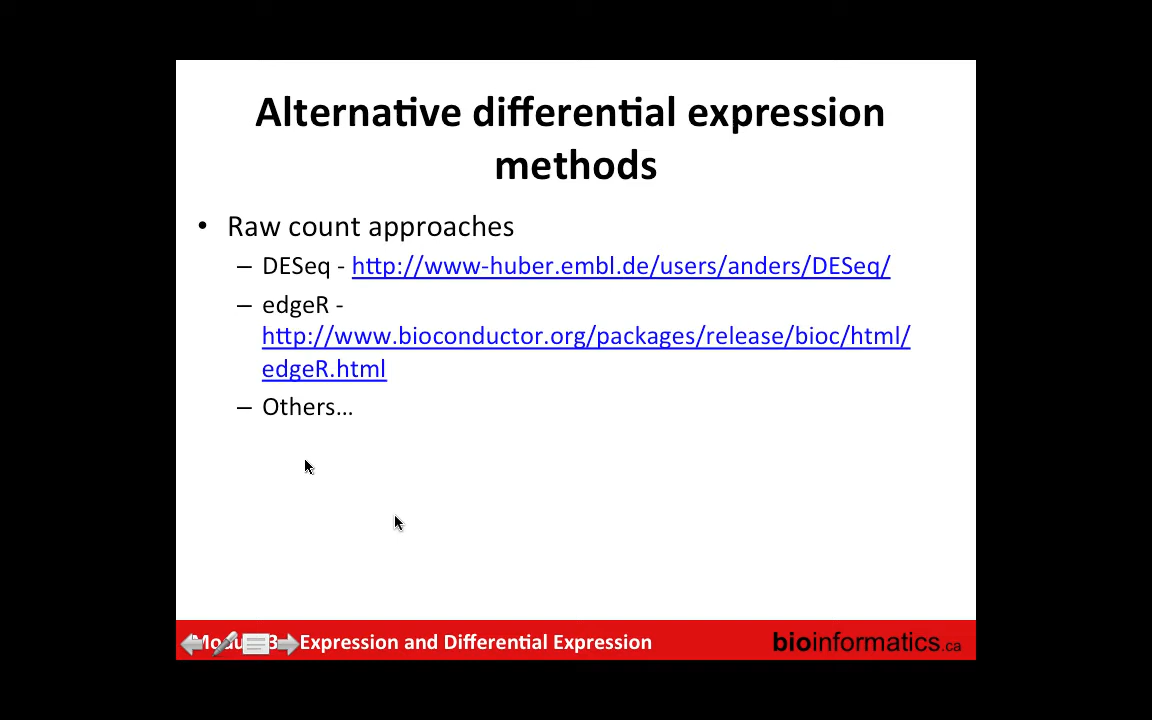 Alternative differential expression
methods
• Raw count approaches
– DESeq - http://www-huber.embl.de/users/anders/DESeq/
– edgeR -
http://www.bioconductor.org/packages/release/bioc/html/
edgeR.html
– Others…
Expression and Differential Expression
bioinformatics.ca